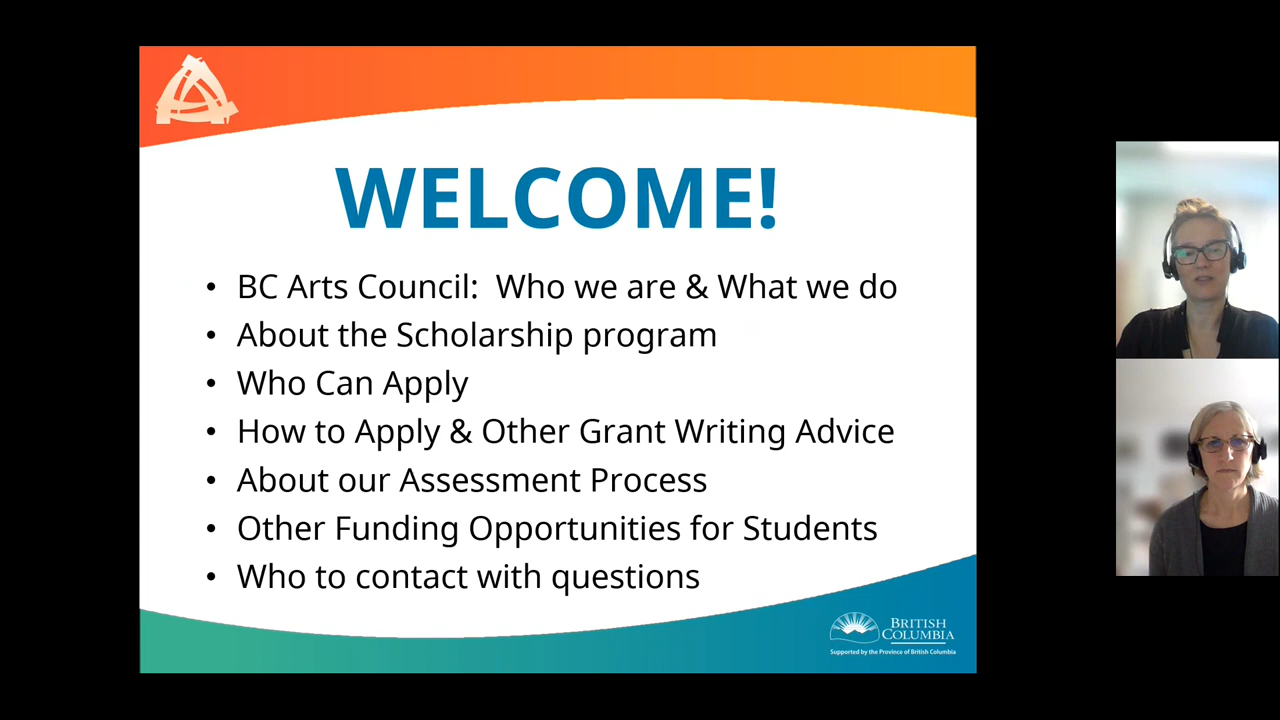 WELCOME!
• BC Arts Council:  Who we are & What we do
• About the Scholarship program
• Who Can Apply
• How to Apply & Other Grant Writing Advice
• About our Assessment Process
• Other Funding Opportunities for Students
• Who to contact with questions
BRITISH
COLUMBIA
Supported by the Province of British Columbia